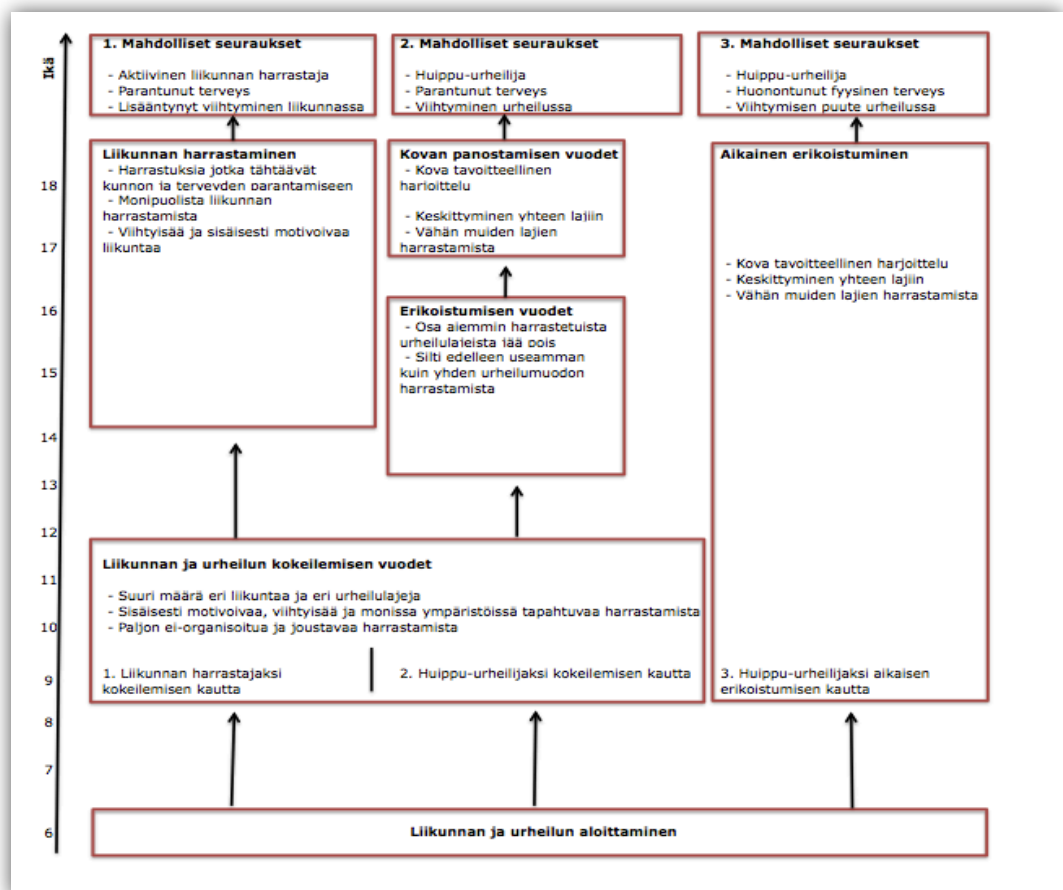 Ikä
1. Mahdolliset seuraukset
- Aktiivinen liikunnan harrastaja
- Parantunut terveys
- Lisääntynyt viihtyminen liikunnassa
2. Mahdolliset seuraukset
- Huippu-urheilija
- Parantunut terveys
- Viihtyminen urheilussa
3. Mahdolliset seuraukset
- Huippu-urheilija
- Huonontunut fyysinen terveys
- Viihtymisen puute urheilussa
Liikunnan harrastaminen
- Harrastuksia jotka tähtäävät
kunnon ja terveyden parantamiseen
- Monipuolista liikunnan
harrastamista
- Viihtyisää ja sisäisesti motivoivaa
liikuntaa
Kovan panostamisen vuodet
- Kova tavoitteellinen
harjoittelu
- Keskittyminen yhteen lajiin
- Vähän muiden lajien
harrastamista
Aikainen erikoistuminen
- Kova tavoitteellinen harjoittelu
- Keskittyminen yhteen lajiin
- Vähän muiden lajien harrastamista
Erikoistumisen vuodet
- Osa aiemmin harrastetuista
urheilulajeista jää pois
- Silti edelleen useamman
kuin yhden urheilumuodon
harrastamista
18
17
16
15
14
13
12
11
10
9
8
7
6
Liikunnan ja urheilun kokeilemisen vuodet
- Suuri määrä eri liikuntaa ja eri urheilulajeja
- Sisäisesti motivoivaa, viihtyisää ja monissa ympäristöissä tapahtuvaa harrastamista
- Paljon ei-organisoitua ja joustavaa harrastamista
1. Liikunnan harrastajaksi
kokeilemisen kautta
2. Huippu-urheilijaksi kokeilemisen kautta
3. Huippu-urheilijaksi aikaisen
erikoistumisen kautta
Liikunnan ja urheilun aloittaminen